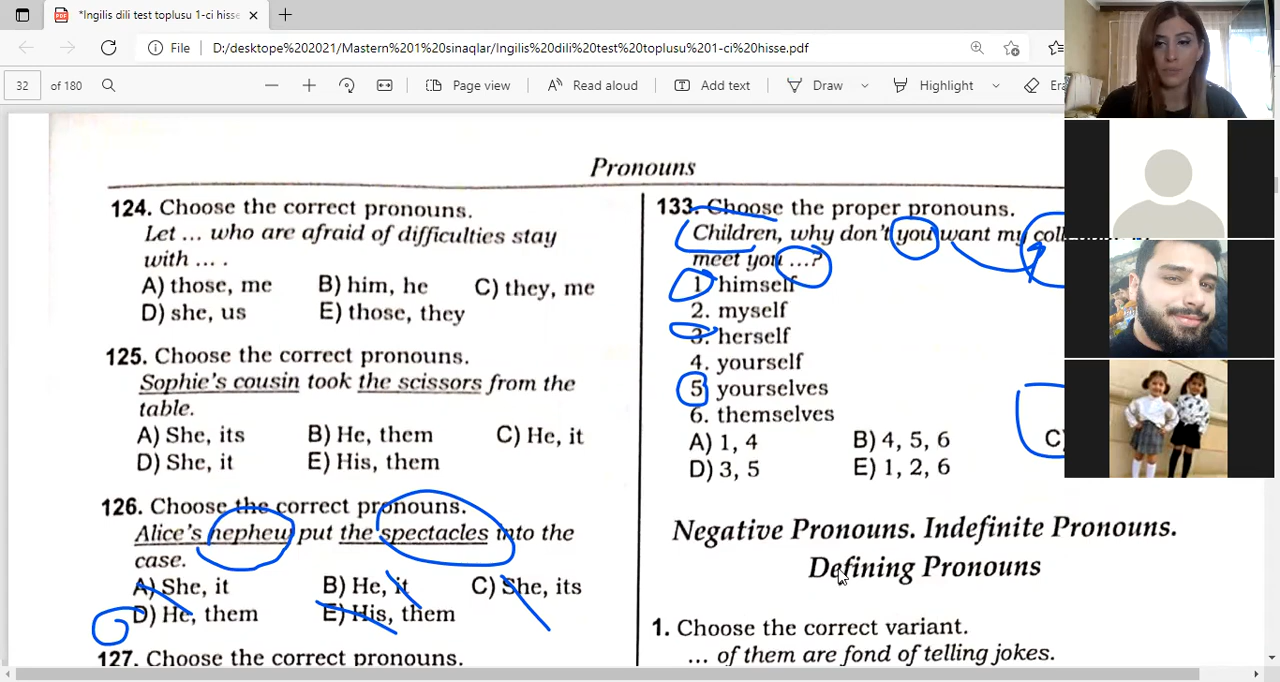 *Ingilis dili test toplusu 1-ci hisse
File
D:/desktope%202021/Mastern%201%20sinaqlar/Ingilis%20dili%20test%20toplusu%201-ci%20hisse.pdf
32 of 180
Page view
Read aloud
Add text
Draw
Highlight
Pronouns
124. Choose the correct pronouns.
Let ... who are afraid of difficulties stay
with ... .
A) those, me B) him, he C) they, me
D) she, us E) those, they
125. Choose the correct pronouns.
Sophie's cousin took the scissors from the
table.
A) She, its B) He, them C) He, it
D) She, it E) His, them
126. Choose the correct pronouns.
Alice's nepheu put the spectacles into the
case.
A) She, it B) He, it C) She, its
D) He, them E) His, them
127. Choose the correct pronouns.
133. Choose the proper pronouns.
Children, why don't you want my
meet you ...?
1. himself
2. myself
3. herself
4. yourself
5. yourselves
6. themselves
A) 1, 4 B) 4, 5, 6 C)
D) 3, 5 E) 1, 2, 6
Negative Pronouns. Indefinite Pronouns.
Defining Pronouns
1. Choose the correct variant.
... of them are fond of telling jokes.